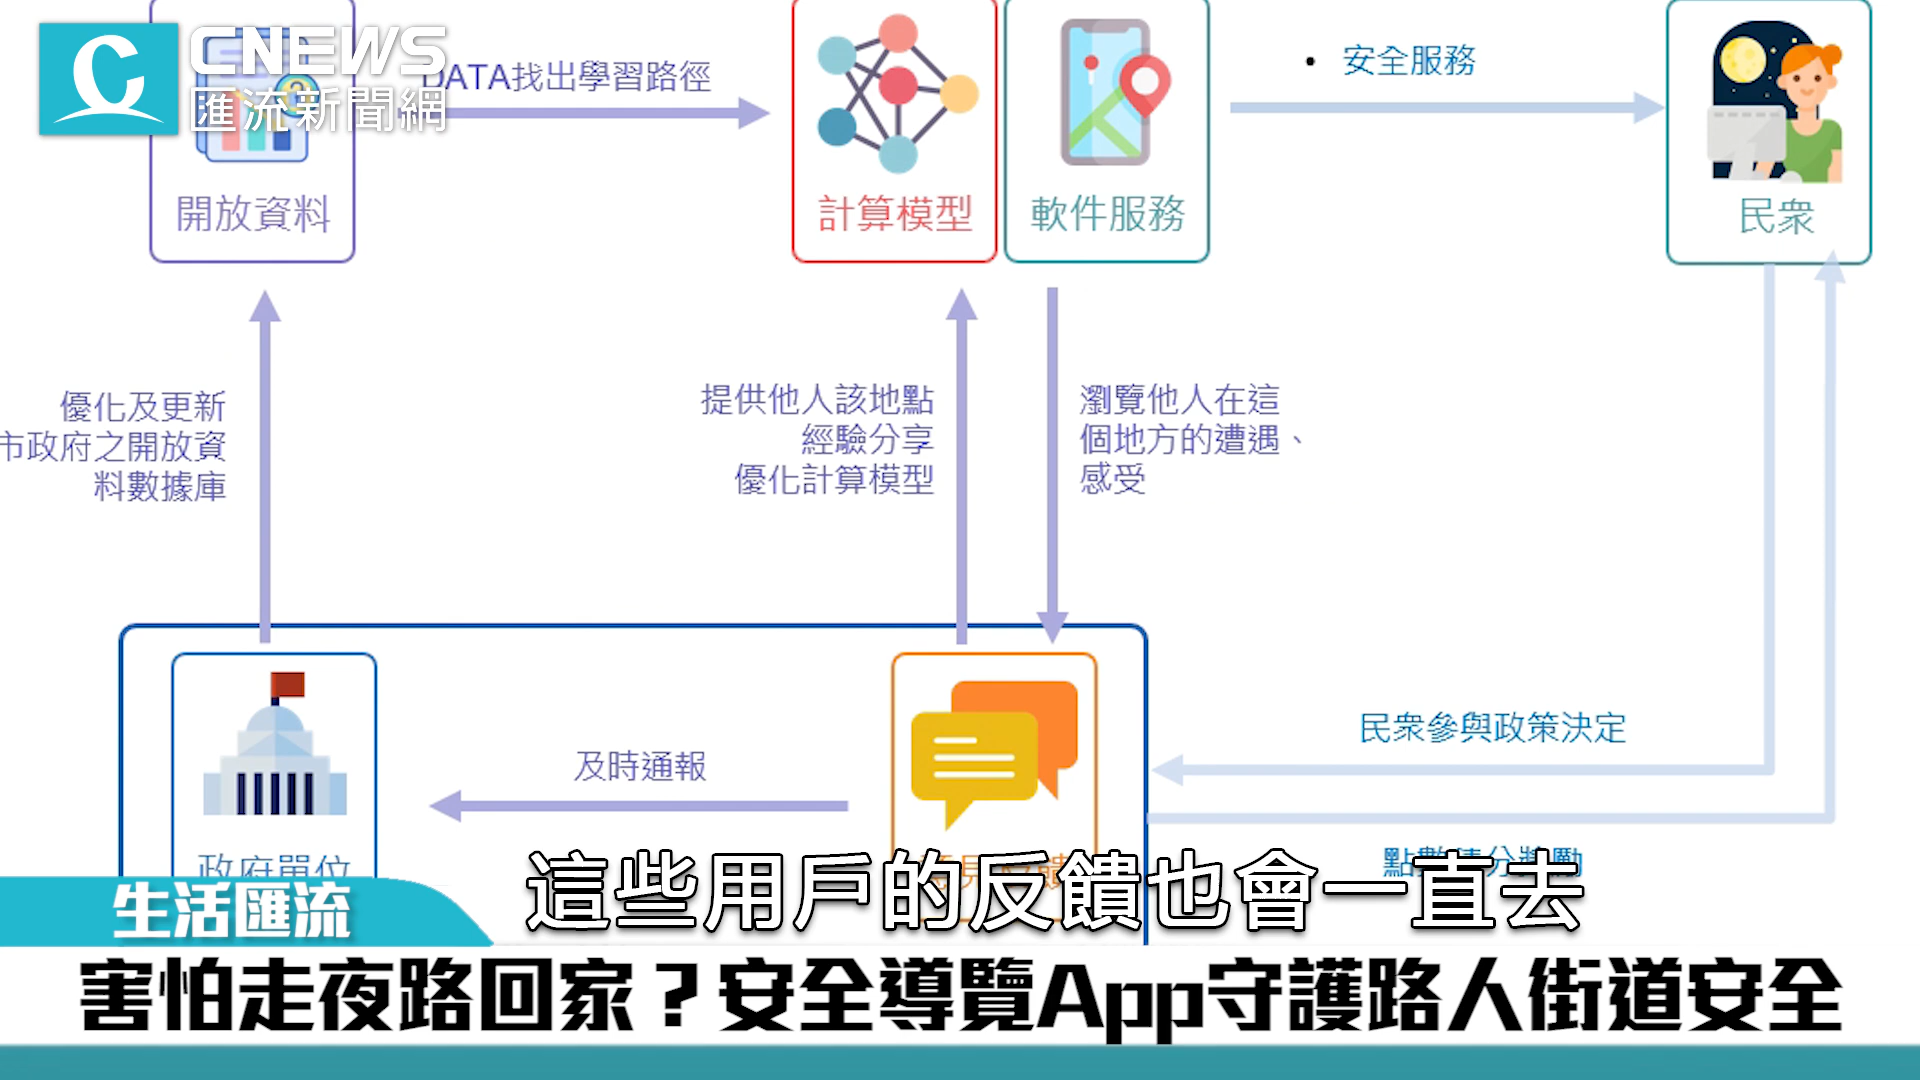 CNEWS
匯流新聞網
DATA找出學習路徑
• 安全服務
開放資料
計算模型
軟件服務
民眾
優化及更新
市政府之開放資
料數據庫
提供他人該地點
經驗分享
優化計算模型
瀏覽他人在這
個地方的遭遇、
感受
民眾參與政策決定
及時通報
政府單位
這些用戶的反饋也會一直去
生活匯流
害怕走夜路回家？安全導覽App守護路人街道安全